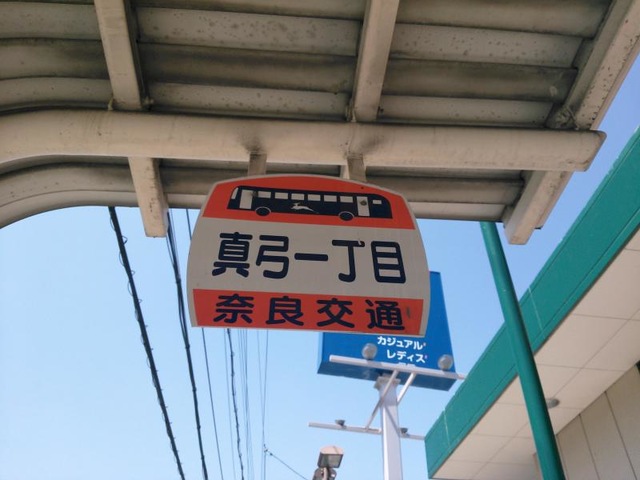 真弓一丁目
奈良交通
カジュアル
レディス